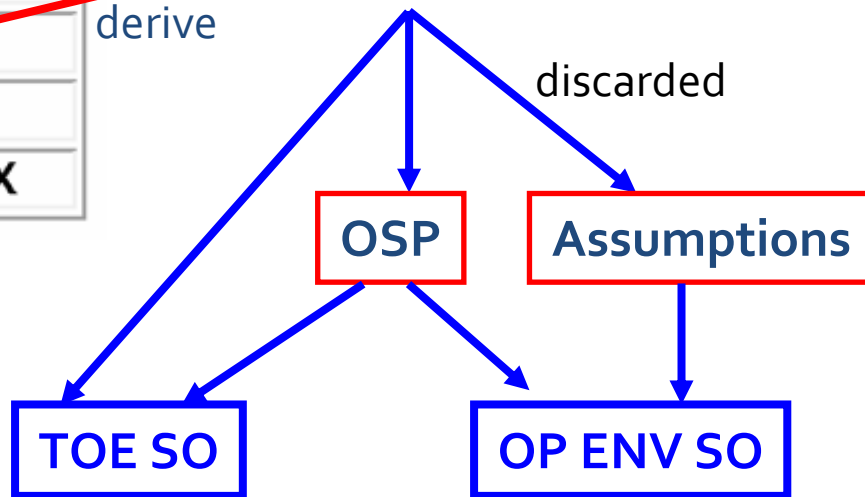 derive
discarded
X
OSP
Assumptions
TOE SO
OP ENV SO